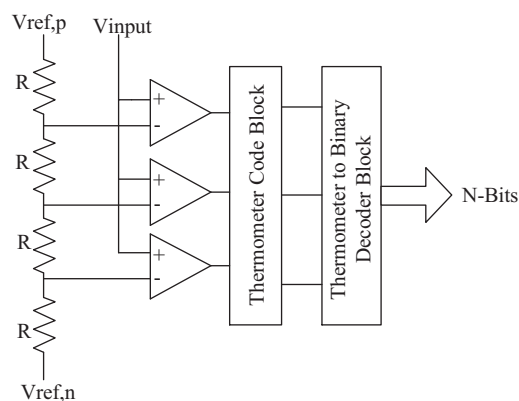 Vref,p
Vinput
R
R
R
R
+
-
+
-
+
-
Thermometer Code Block
Thermometer to Binary
Decoder Block
N-Bits
Vref,n